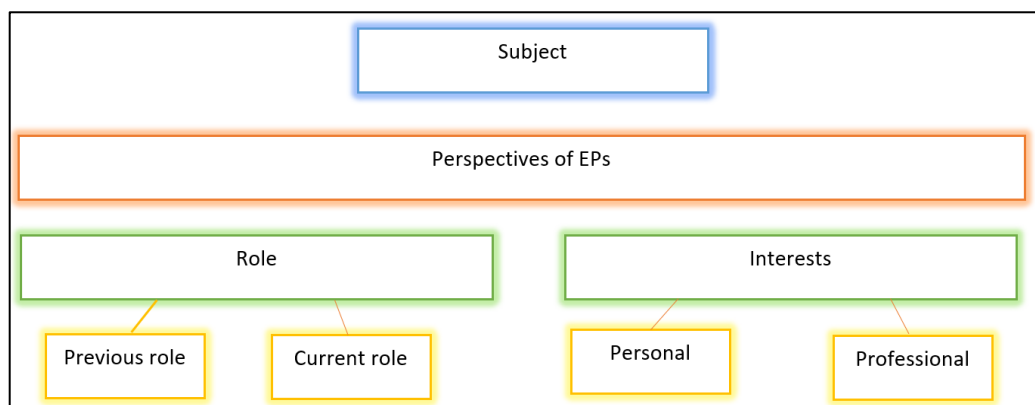 Subject
Perspectives of EPs
Role
Interests
Previous role
Current role
Personal
Professional